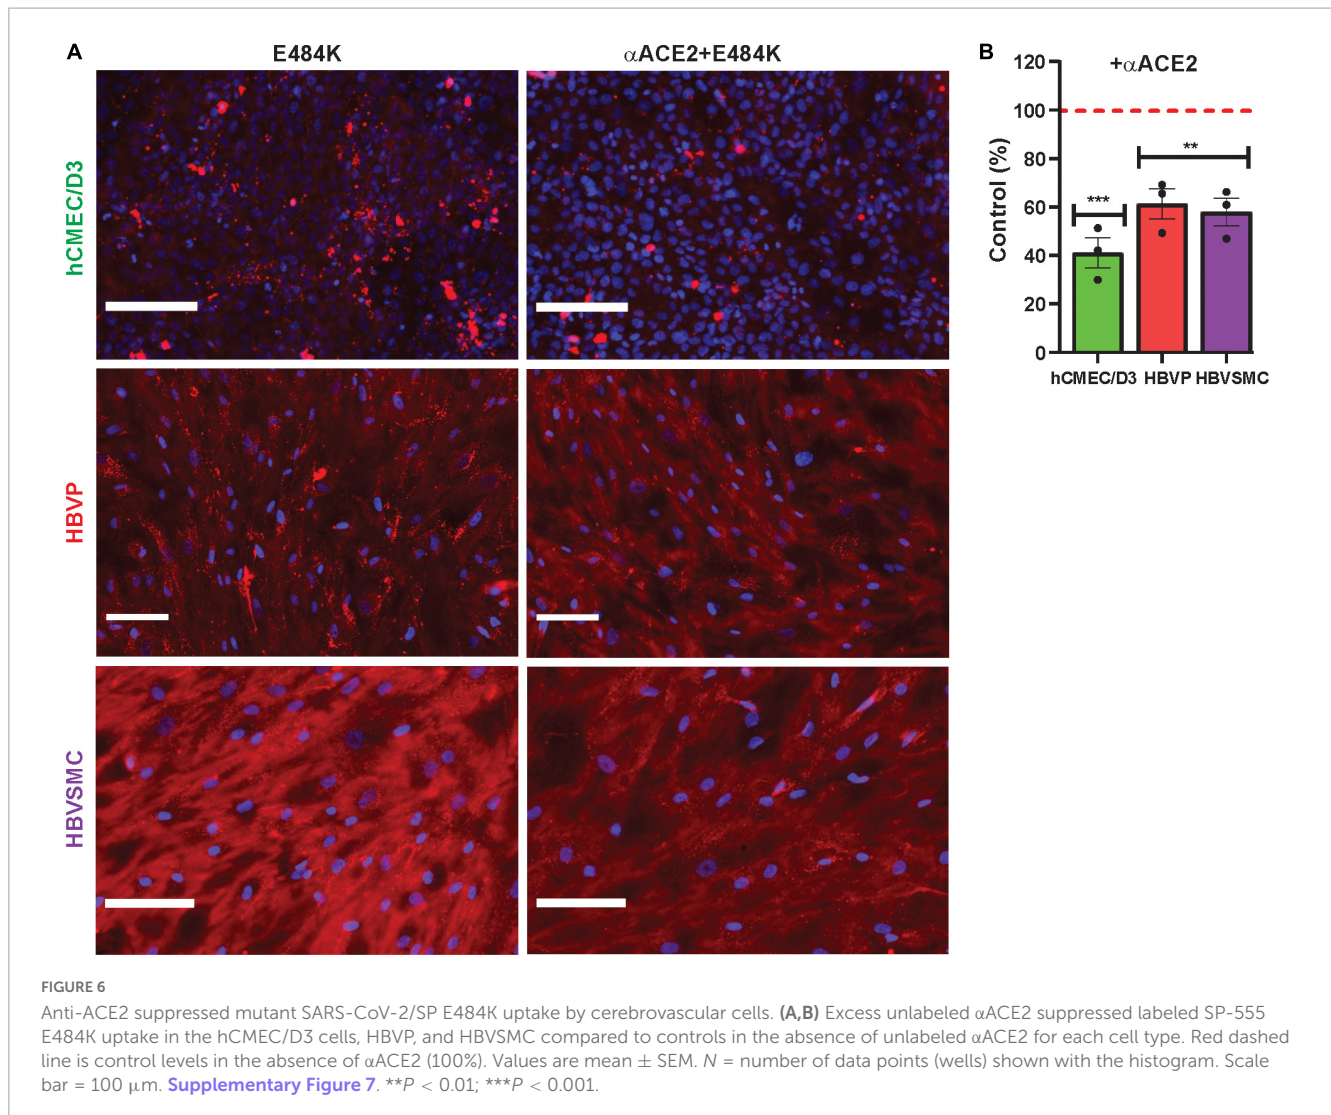 A
E484K
αACE2+E484K
hCMEC/D3
HBVP
HBVSMC
B
+αACE2
Control (%)
120
100
80
60
40
20
0
***
**
hCMEC/D3 HBVP HBVSMC
FIGURE 6
Anti-ACE2 suppressed mutant SARS-CoV-2/SP E484K uptake by cerebrovascular cells. (A,B) Excess unlabeled αACE2 suppressed labeled SP-555
E484K uptake in the hCMEC/D3 cells, HBVP, and HBVSMC compared to controls in the absence of unlabeled αACE2 for each cell type. Red dashed
line is control levels in the absence of αACE2 (100%). Values are mean ± SEM. N = number of data points (wells) shown with the histogram. Scale
bar = 100 μm. Supplementary Figure 7. **P < 0.01; ***P < 0.001.